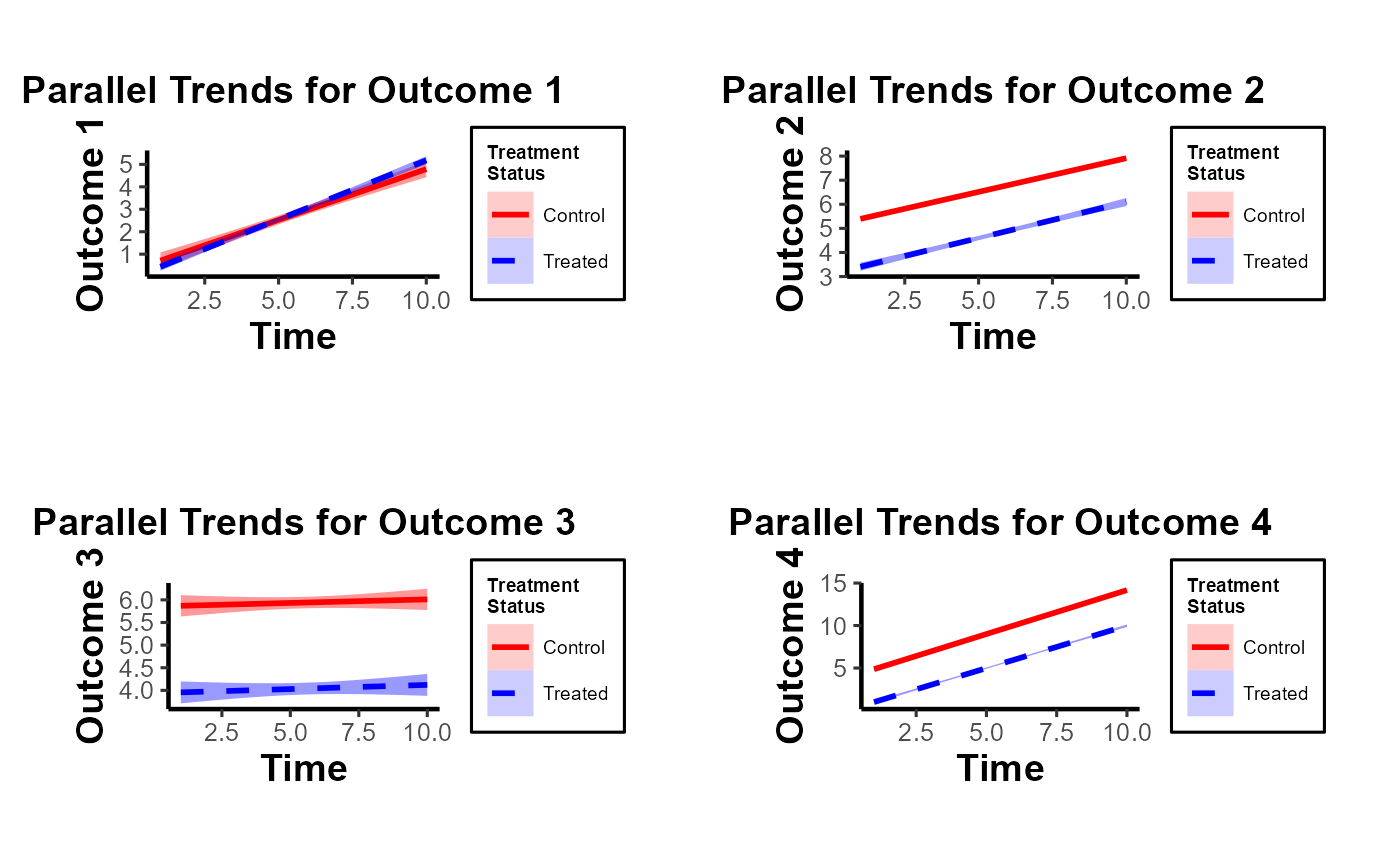 Parallel Trends for Outcome 1
Outcome 1
5
4
3
2
1
2.5 5.0 7.5 10.0
Time
Treatment
Status
Control
Treated
Parallel Trends for Outcome 2
Outcome 2
8
7
6
5
4
3
2.5 5.0 7.5 10.0
Time
Treatment
Status
Control
Treated
Parallel Trends for Outcome 3
Outcome 3
6.0
5.5
5.0
4.5
4.0
2.5 5.0 7.5 10.0
Time
Treatment
Status
Control
Treated
Parallel Trends for Outcome 4
Outcome 4
15
10
5
2.5 5.0 7.5 10.0
Time
Treatment
Status
Control
Treated